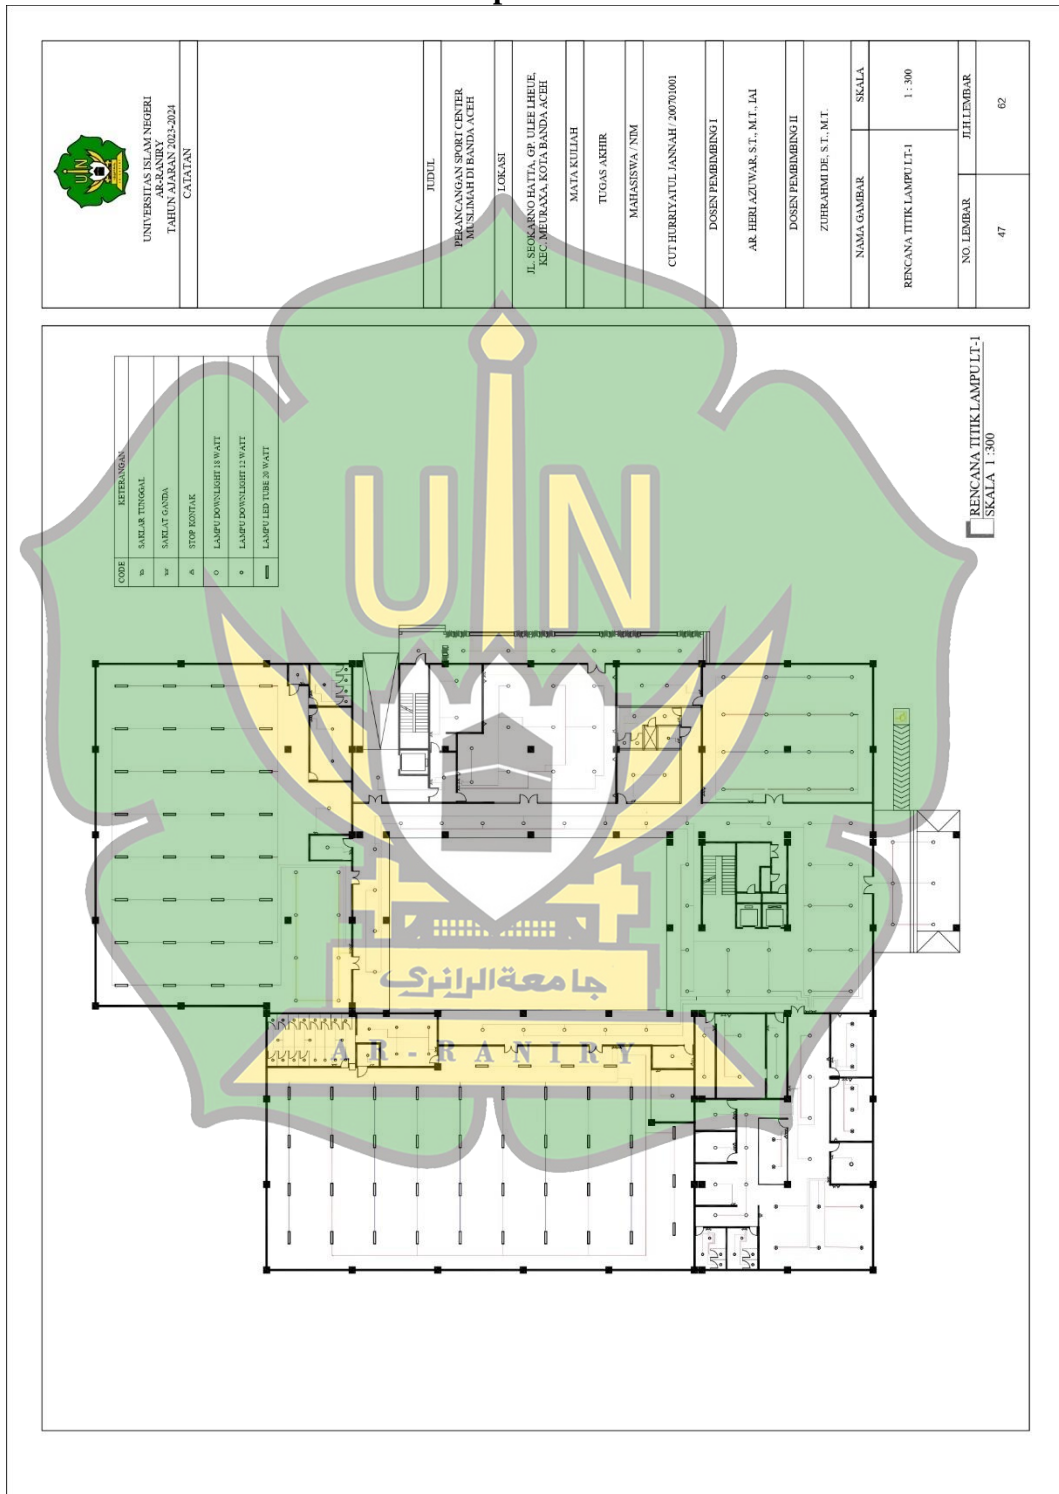 UNIVERSITAS ISLAM NEGERI
AR-RANIRY
TAHUN AJARAN 2023-2024
CATATAN
JUDUL
PERANCANGAN SPORT CENTER
MUSLIMAH DI BANDA ACEH
LOKASI
JL. SEOKARNO HATTA, GP. ULEE LHEUE,
KEC. MEURAXA, KOTA BANDA ACEH
MATA KULIAH
TUGAS AKHIR
MAHASISWA / NIM
CUT HURRIYATUL JANNAH / 200701001
DOSEN PEMBIMBING I
AR. HERI AZUWAR, S.T., M.T., IAI
DOSEN PEMBIMBING II
ZUHRAHMI DE, S.T., M.T.
NAMA GAMBAR
SKALA
RENCANA TITIK LAMPU LT-1
1 : 300
NO. LEMBAR
JLH.LEMBAR
47
62
CODE
KETERANGAN
SAKLAR TUNGGAL
SAKLAT GANDA
STOP KONTAK
LAMPU DOWNLIGHT 18 WATT
LAMPU DOWNLIGHT 12 WATT
LAMPU LED TUBE 20 WATT
RENCANA TITIK LAMPU LT-1
SKALA 1 :300
UIN
جامعةالرانري
AR-RANIRY
UIN